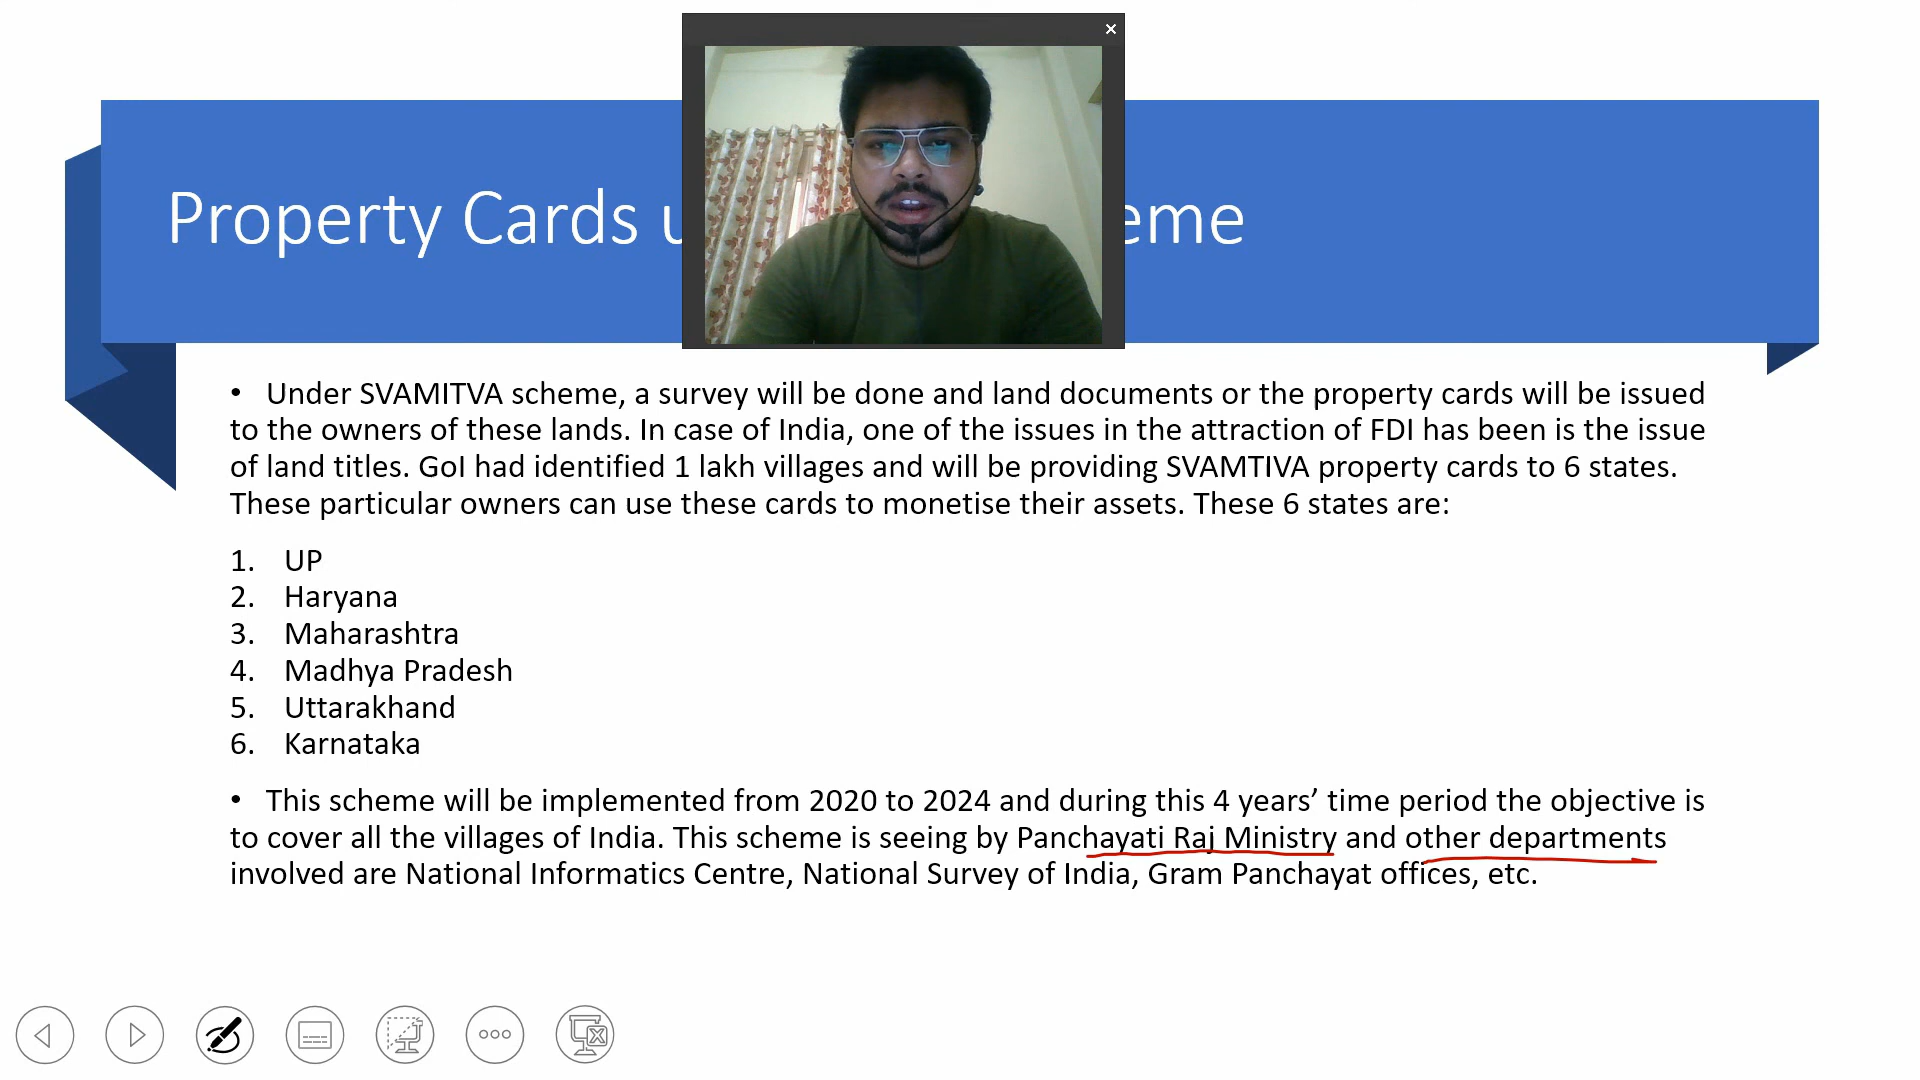 Property Cards eme
• Under SVAMITVA scheme, a survey will be done and land documents or the property cards will be issued
to the owners of these lands. In case of India, one of the issues in the attraction of FDI has been is the issue
of land titles. GoI had identified 1 lakh villages and will be providing SVAMTIVA property cards to 6 states.
These particular owners can use these cards to monetise their assets. These 6 states are:
1. UP
2. Haryana
3. Maharashtra
4. Madhya Pradesh
5. Uttarakhand
6. Karnataka
• This scheme will be implemented from 2020 to 2024 and during this 4 years’ time period the objective is
to cover all the villages of India. This scheme is seeing by Panchayati Raj Ministry and other departments
involved are National Informatics Centre, National Survey of India, Gram Panchayat offices, etc.